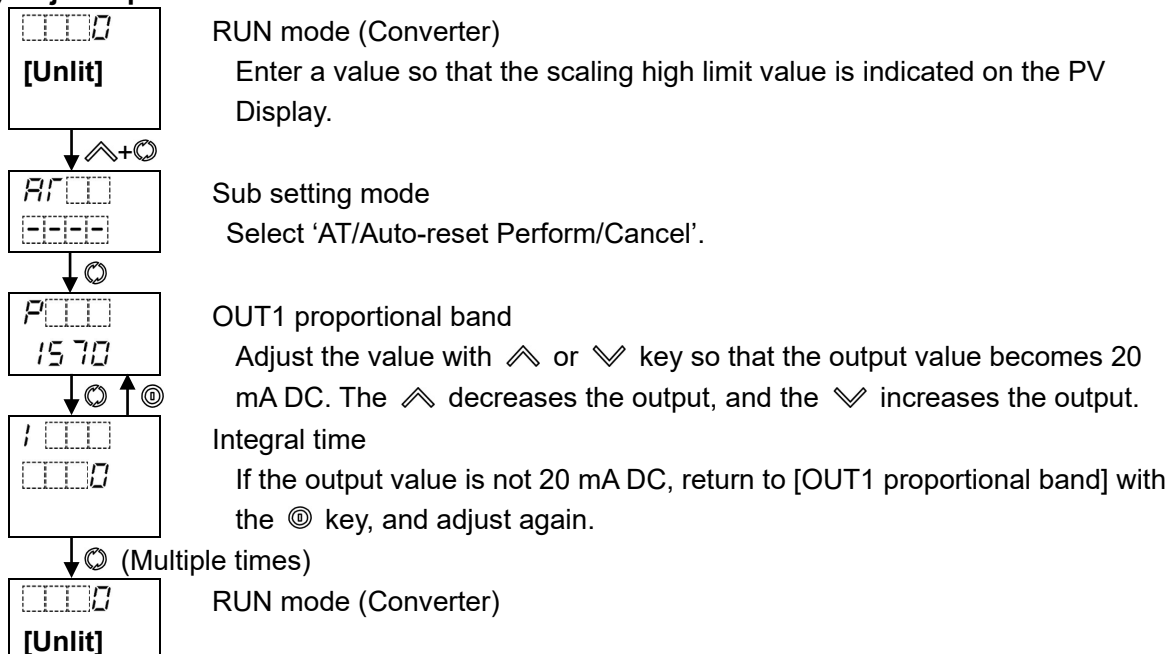 0
[Unlit]
RUN mode (Converter)
Enter a value so that the scaling high limit value is indicated on the PV
Display.
+
AT
----
Sub setting mode
Select ‘AT/Auto-reset Perform/Cancel’.
P
1570
OUT1 proportional band
Adjust the value with or key so that the output value becomes 20
mA DC. The decreases the output, and the increases the output.
I
0
Integral time
If the output value is not 20 mA DC, return to [OUT1 proportional band] with
the key, and adjust again.
(Multiple times)
0
[Unlit]
RUN mode (Converter)